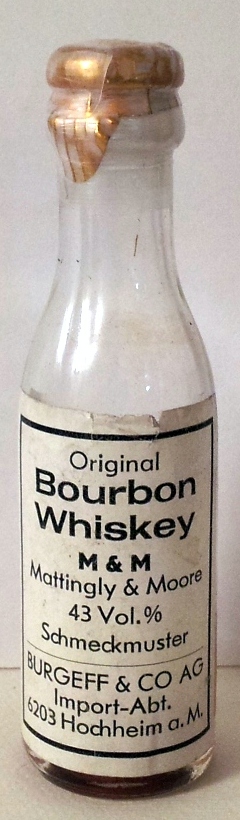 Original
Bourbon
Whiskey
M & M
Mattingly & Moore
43 Vol.%
Schmeckmuster
BURGEFF & CO AG
Import-Abt.
6203 Hochheim a. M.